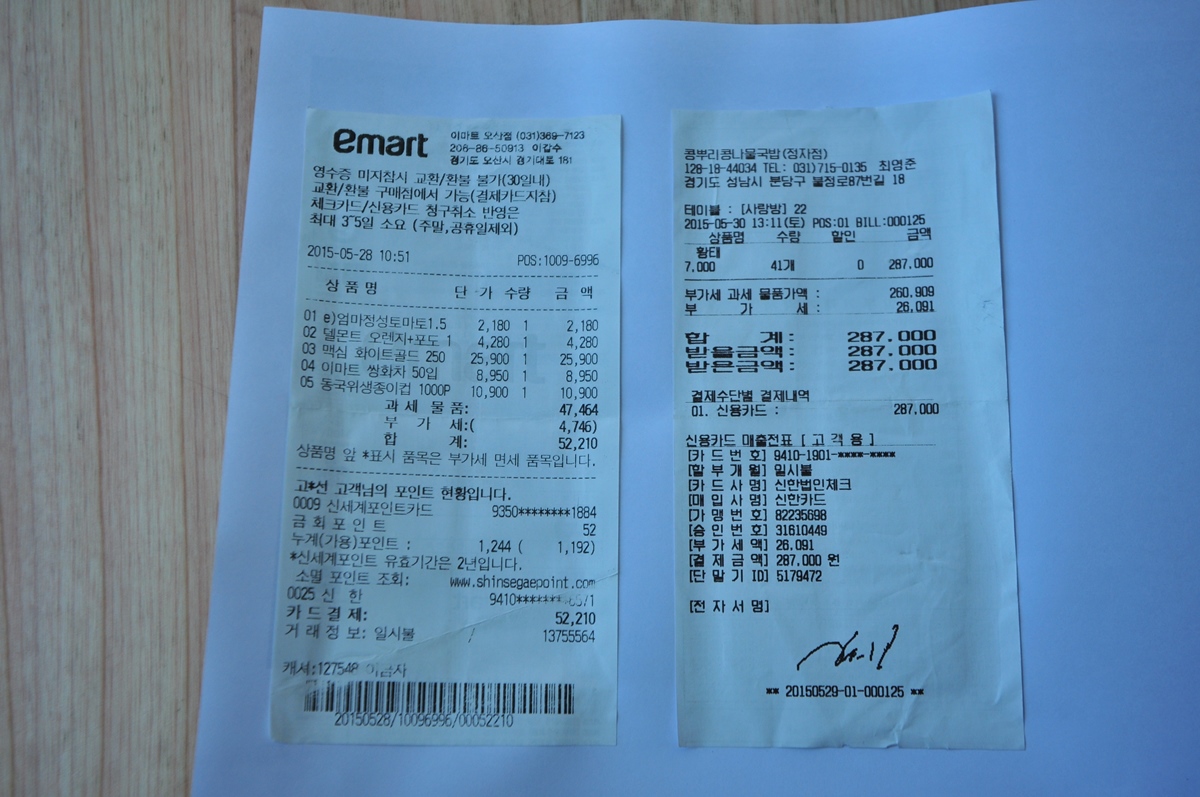 emart
이마트 오산점 (031)369-7123
206-86-50913 이갑수
경기도 오산시 경기대로 181
영수증 미지참시 교환/환불 불가(30일내)
교환/환불 구매점에서 가능(결제카드지참)
체크카드/신용카드 청구취소 반영은
최대 3-5일 소요 (주말,공휴일제외)
2015-05-28 10:51 POS:1009-6996
상 품 명 단 가 수량 금 액
01 e)엄마정성토마토1.5 2,180 1 2,180
02 델몬트 오렌지+포도 1 4,280 1 4,280
03 맥심 화이트골드 250 25,900 1 25,900
04 이마트 쌍화차 50입 8,950 1 8,950
05 동국위생종이컵 1000P 10,900 1 10,900
과 세 물 품: 47,464
부 가 세:( 4,746)
합 계: 52,210
상품명 앞 *표시 품목은 부가세 면세 품목입니다.
고*선 고객님의 포인트 현황입니다.
0009 신세계포인트카드 9350********1884
금 회 포 인 트 52
누계(가용)포인트 : 1,244 ( 1,192)
*신세계포인트 유효기간은 2년입니다.
소멸 포인트 조회: www.shinsegaepoint.com
0025 신 한
카 드 결 제: 52,210
거 래 정 보: 일시불 / 13755564
캐셔:127548
20150528/10096996/00052210
콩뿌리콩나물국밥(정자점)
128-18-44034 TEL: 031)715-0135 최영준
경기도 성남시 분당구 불정로87번길 18
테이블 : [사랑방] 22
2015-05-30 13:11(토) POS:01 BILL:000125
상품명 수량 할인 금액
황태
7.000 41개 0 287.000
부가세 과세 물품가액 : 260,909
부 가 세 : 26.091
합 계: 287.000
받을금액: 287.000
받은금액: 287.000
결제수단별 결제내역
01. 신용카드 : 287.000
신용카드 매출전표 [ 고 객 용 ]
[카 드 번 호] 9410-1901-****-****
[할 부 개 월] 일시불
[카 드 사 명] 신한법인체크
[매 입 사 명] 신한카드
[가 맹 번 호] 82235698
[승 인 번 호] 31610449
[부 가 세 액] 26.091
[결 제 금 액] 287.000 원
[단 말 기 ID] 5179472
[전 자 서 명]
** 20150529-01-000125 **